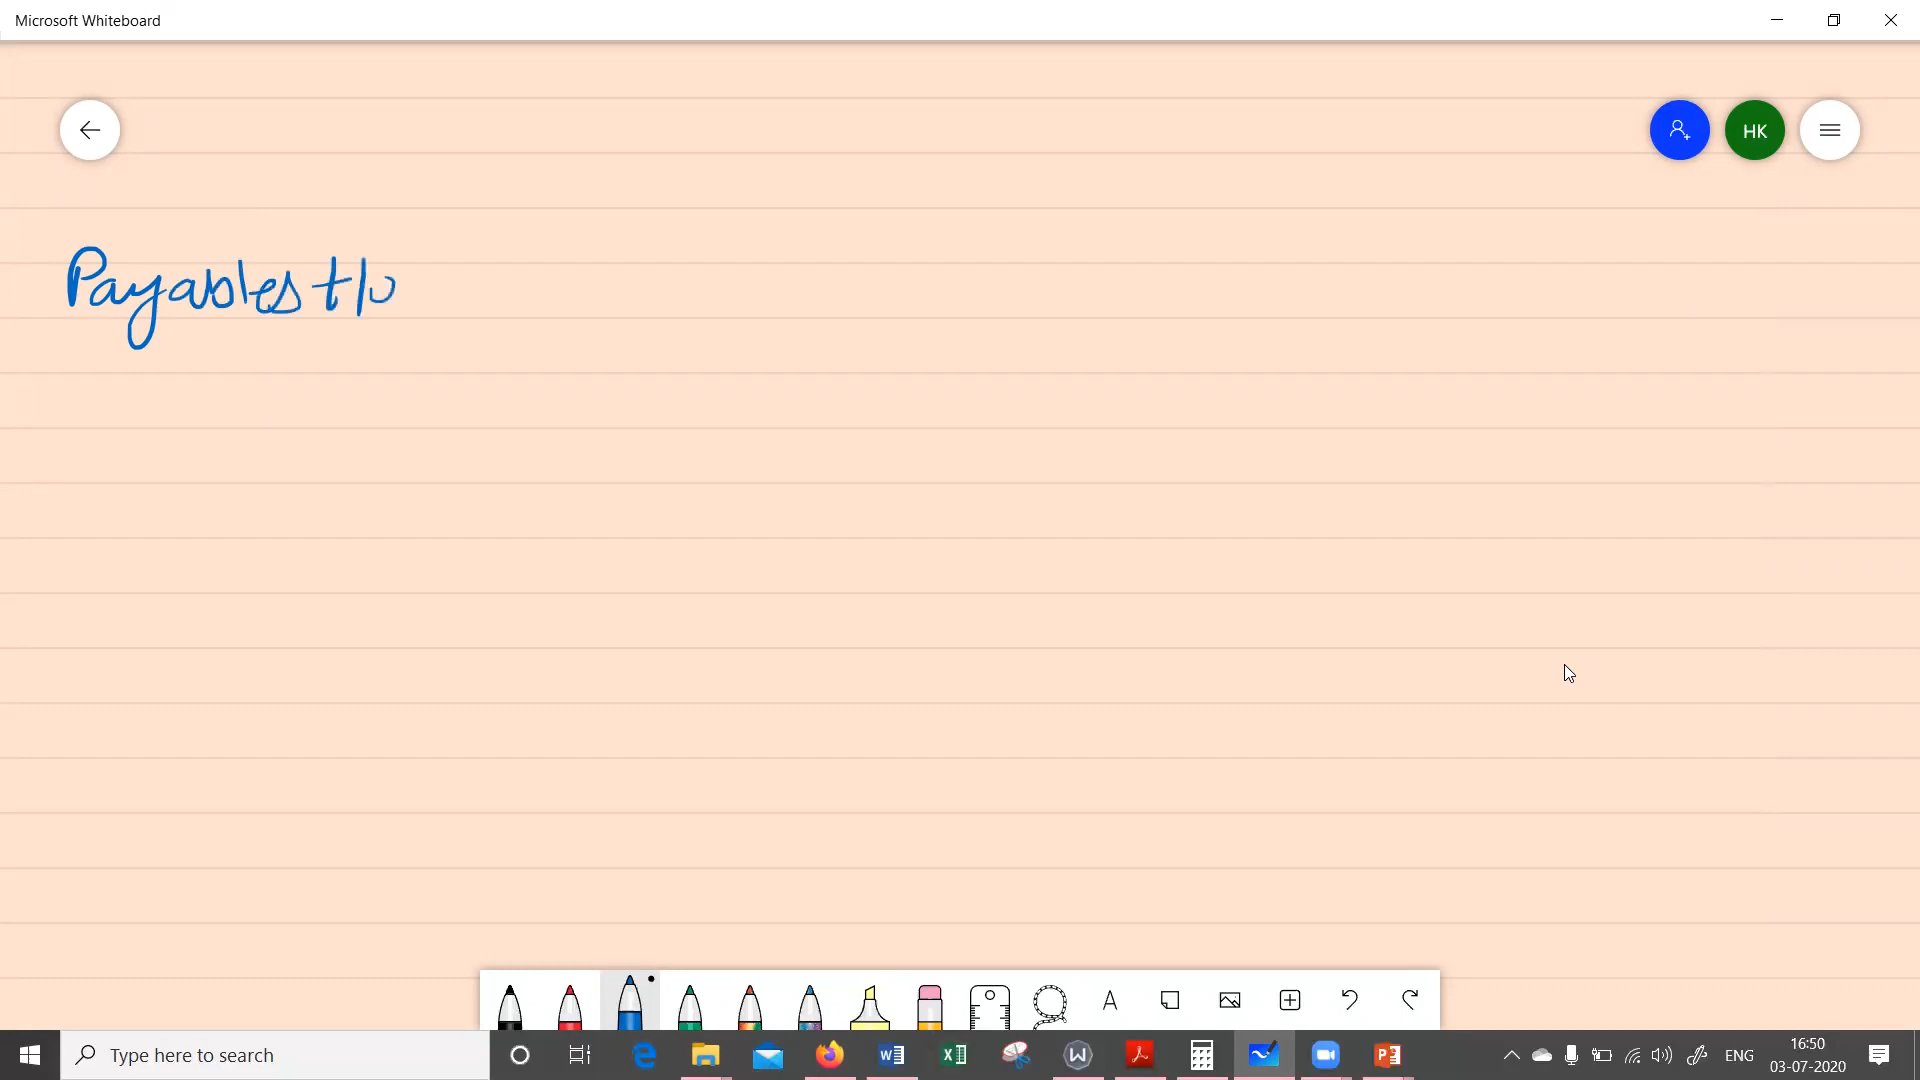 Microsoft Whiteboard
HK
Payables t/o
A
Type here to search
ENG
16:50
03-07-2020